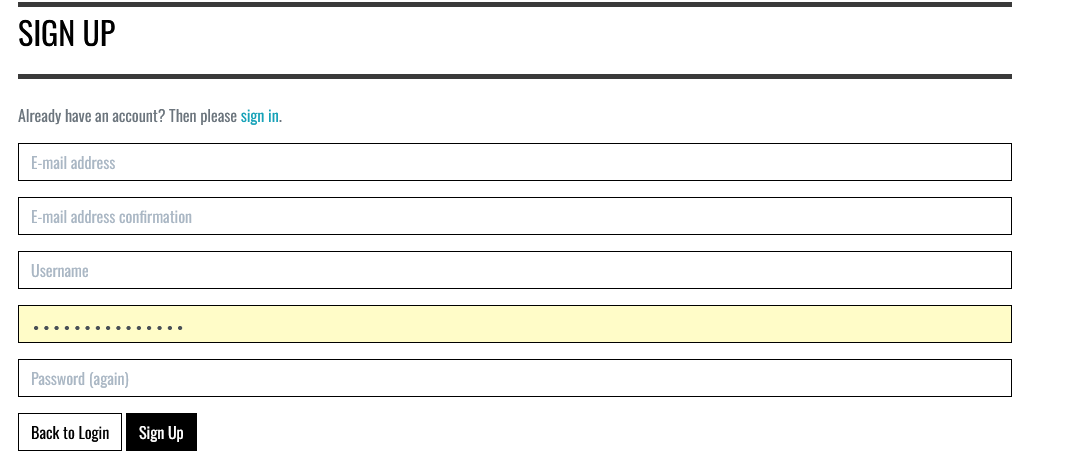 SIGN UP
Already have an account? Then please sign in.
E-mail address
E-mail address confirmation
Username
•••••••••••••••
Password (again)
Back to Login Sign Up